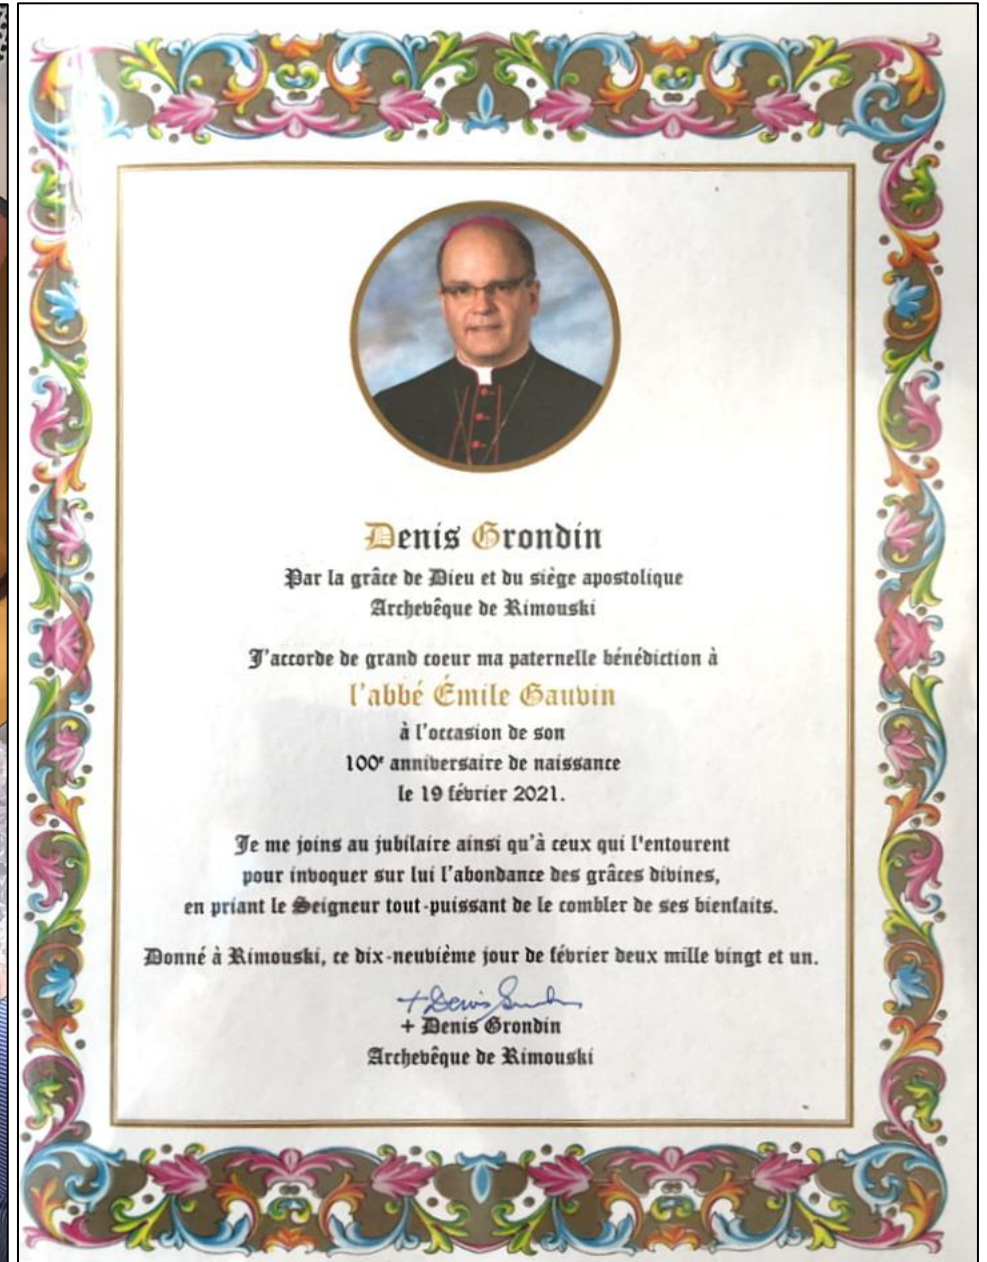 Denis Grondin
Par la grâce de Dieu et du siège apostolique
Archevêque de Rimouski
J'accorde de grand coeur ma paternelle bénédiction à
l'abbé Émile Gauvin
à l'occasion de son
100e anniversaire de naissance
le 19 février 2021.
Je me joins au jubilaire ainsi qu'à ceux qui l'entourent
pour invoquer sur lui l'abondance des grâces divines,
en priant le Seigneur tout-puissant de le combler de ses bienfaits.
Donné à Rimouski, ce dix-neuvième jour de février deux mille vingt et un.
+ Denis Grondin
+ Denis Grondin
Archevêque de Rimouski